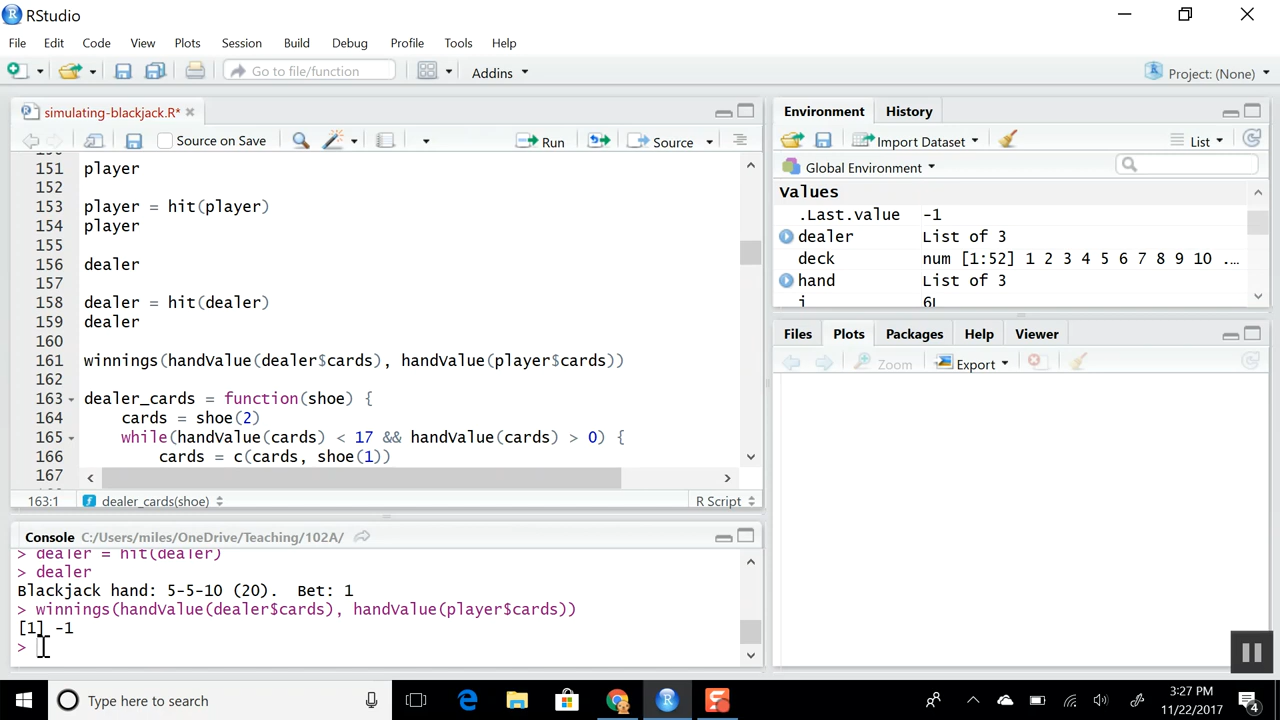 RStudio
File Edit Code View Plots Session Build Debug Profile Tools Help
Go to file/function Addins Project: (None)
simulating-blackjack.R*
Source on Save Run Source
151 player
152
153 player = hit(player)
154 player
155
156 dealer
157
158 dealer = hit(dealer)
159 dealer
160
161 winnings(handValue(dealer$cards), handValue(player$cards))
162
163 dealer_cards = function(shoe) {
164 cards = shoe(2)
165 while(handValue(cards) < 17 && handValue(cards) > 0) {
166 cards = c(cards, shoe(1))
167
163:1 dealer_cards(shoe) R Script
Console C:/Users/miles/OneDrive/Teaching/102A/
> dealer = hit(dealer)
> dealer
Blackjack hand: 5-5-10 (20). Bet: 1
> winnings(handValue(dealer$cards), handValue(player$cards))
[1] -1
>
Environment History
Import Dataset List
Global Environment
Values
.Last.value -1
dealer List of 3
deck num [1:52] 1 2 3 4 5 6 7 8 9 10 ...
hand List of 3
i 6L
Files Plots Packages Help Viewer
Zoom Export
Type here to search
3:27 PM
11/22/2017
4